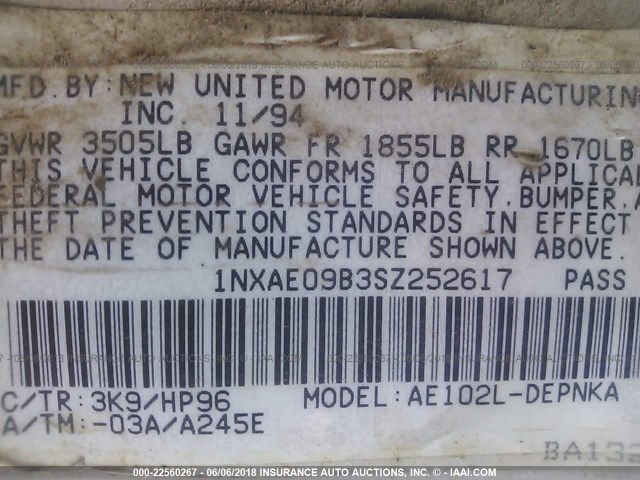 MFD.BY:NEW UNITED MOTOR MANUFACTURING
INC. 11/94
GVWR 3505LB GAWR FR 1855LB RR 1670LB
THIS VEHICLE CONFORMS TO ALL APPLICA
FEDERAL MOTOR VEHICLE SAFETY.BUMPER.A
THEFT PREVENTION STANDARDS IN EFFECT
THE DATE OF MANUFACTURE SHOWN ABOVE.
1NXAE09B3SZ252617 PASS
C/TR:3K9/HP96 MODEL:AE102L-DEPNKA
A/TM:-03A/A245E
BA132
000-22560267 - 06/06/2018 INSURANCE AUTO AUCTIONS, INC. © - IAAI.COM